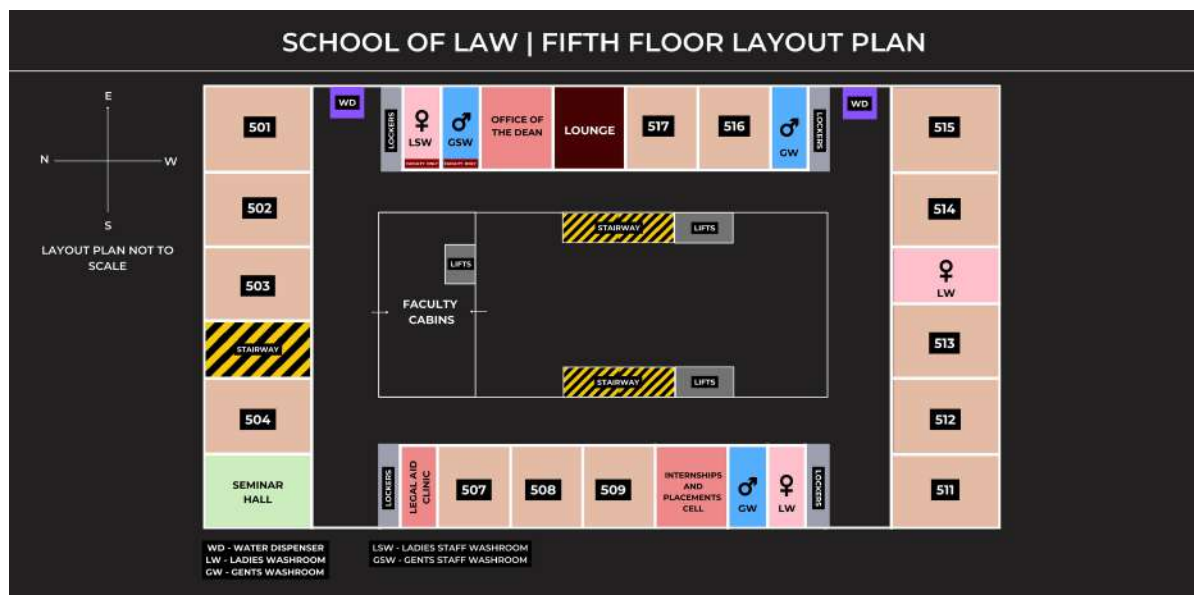 SCHOOL OF LAW | FIFTH FLOOR LAYOUT PLAN
E
N
W
S
LAYOUT PLAN NOT TO
SCALE
501
502
503
STAIRWAY
504
SEMINAR
HALL
WD
LOCKERS
LSW
FACULTY ONLY
GSW
FACULTY ONLY
OFFICE OF
THE DEAN
LOUNGE
517
516
GW
LOCKERS
WD
515
514
LW
513
512
511
STAIRWAY
LIFTS
LIFTS
FACULTY
CABINS
STAIRWAY
LIFTS
LOCKERS
LEGAL AID
CLINIC
507
508
509
INTERNSHIPS
AND
PLACEMENTS
CELL
GW
LW
LOCKERS
WD - WATER DISPENSER
LW - LADIES WASHROOM
GW - GENTS WASHROOM
LSW - LADIES STAFF WASHROOM
GSW - GENTS STAFF WASHROOM